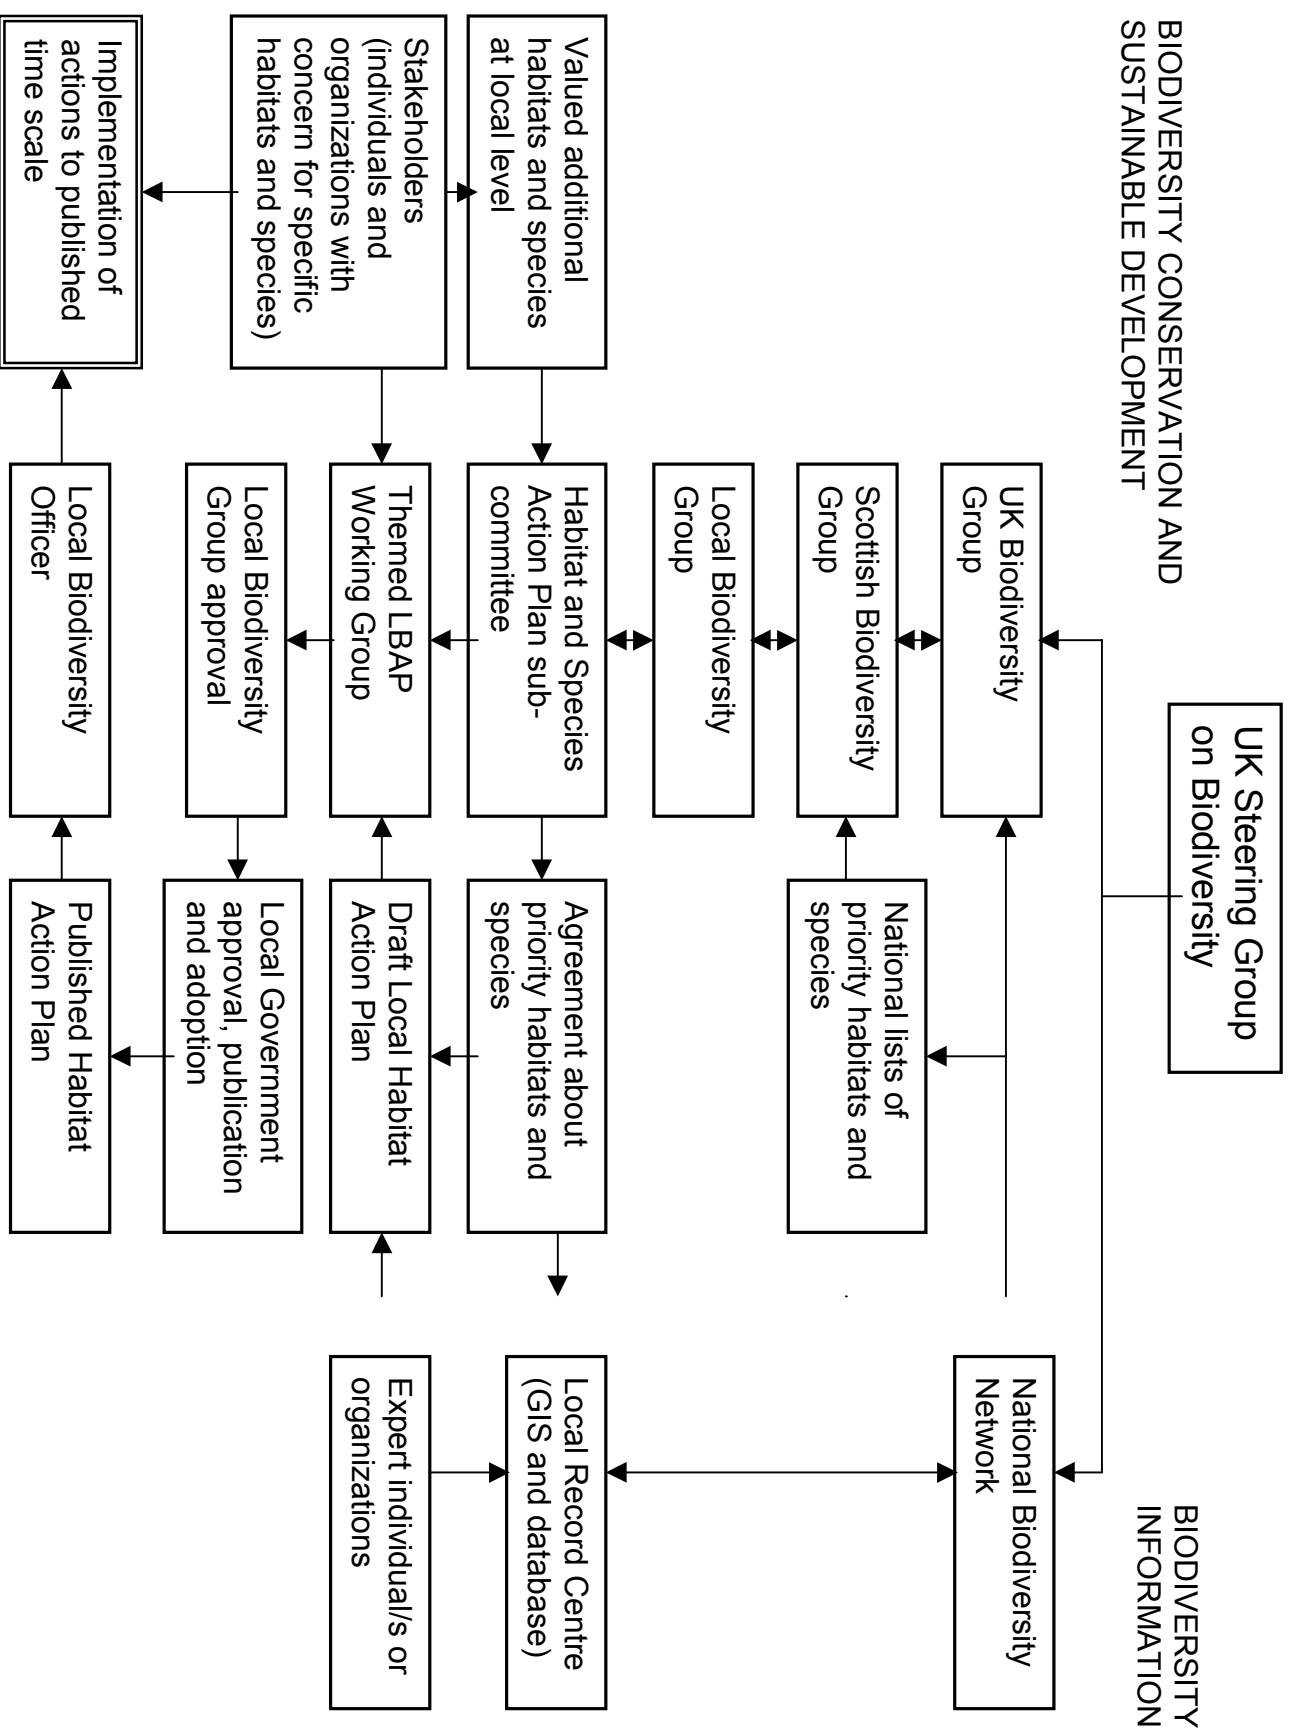 BIODIVERSITY CONSERVATION AND
SUSTAINABLE DEVELOPMENT
UK Steering Group
on Biodiversity
BIODIVERSITY
INFORMATION
UK Biodiversity
Group
National Biodiversity
Network
Scottish Biodiversity
Group
National lists of
priority habitats and
species
Local Biodiversity
Group
Valued additional
habitats and species
at local level
Habitat and Species
Action Plan sub-
committee
Agreement about
priority habitats and
species
Local Record Centre
(GIS and database)
Stakeholders
(individuals and
organizations with
concern for specific
habitats and species)
Themed LBAP
Working Group
Draft Local Habitat
Action Plan
Expert individual/s or
organizations
Local Biodiversity
Group approval
Local Government
approval, publication
and adoption
Implementation of
actions to published
time scale
Local Biodiversity
Officer
Published Habitat
Action Plan